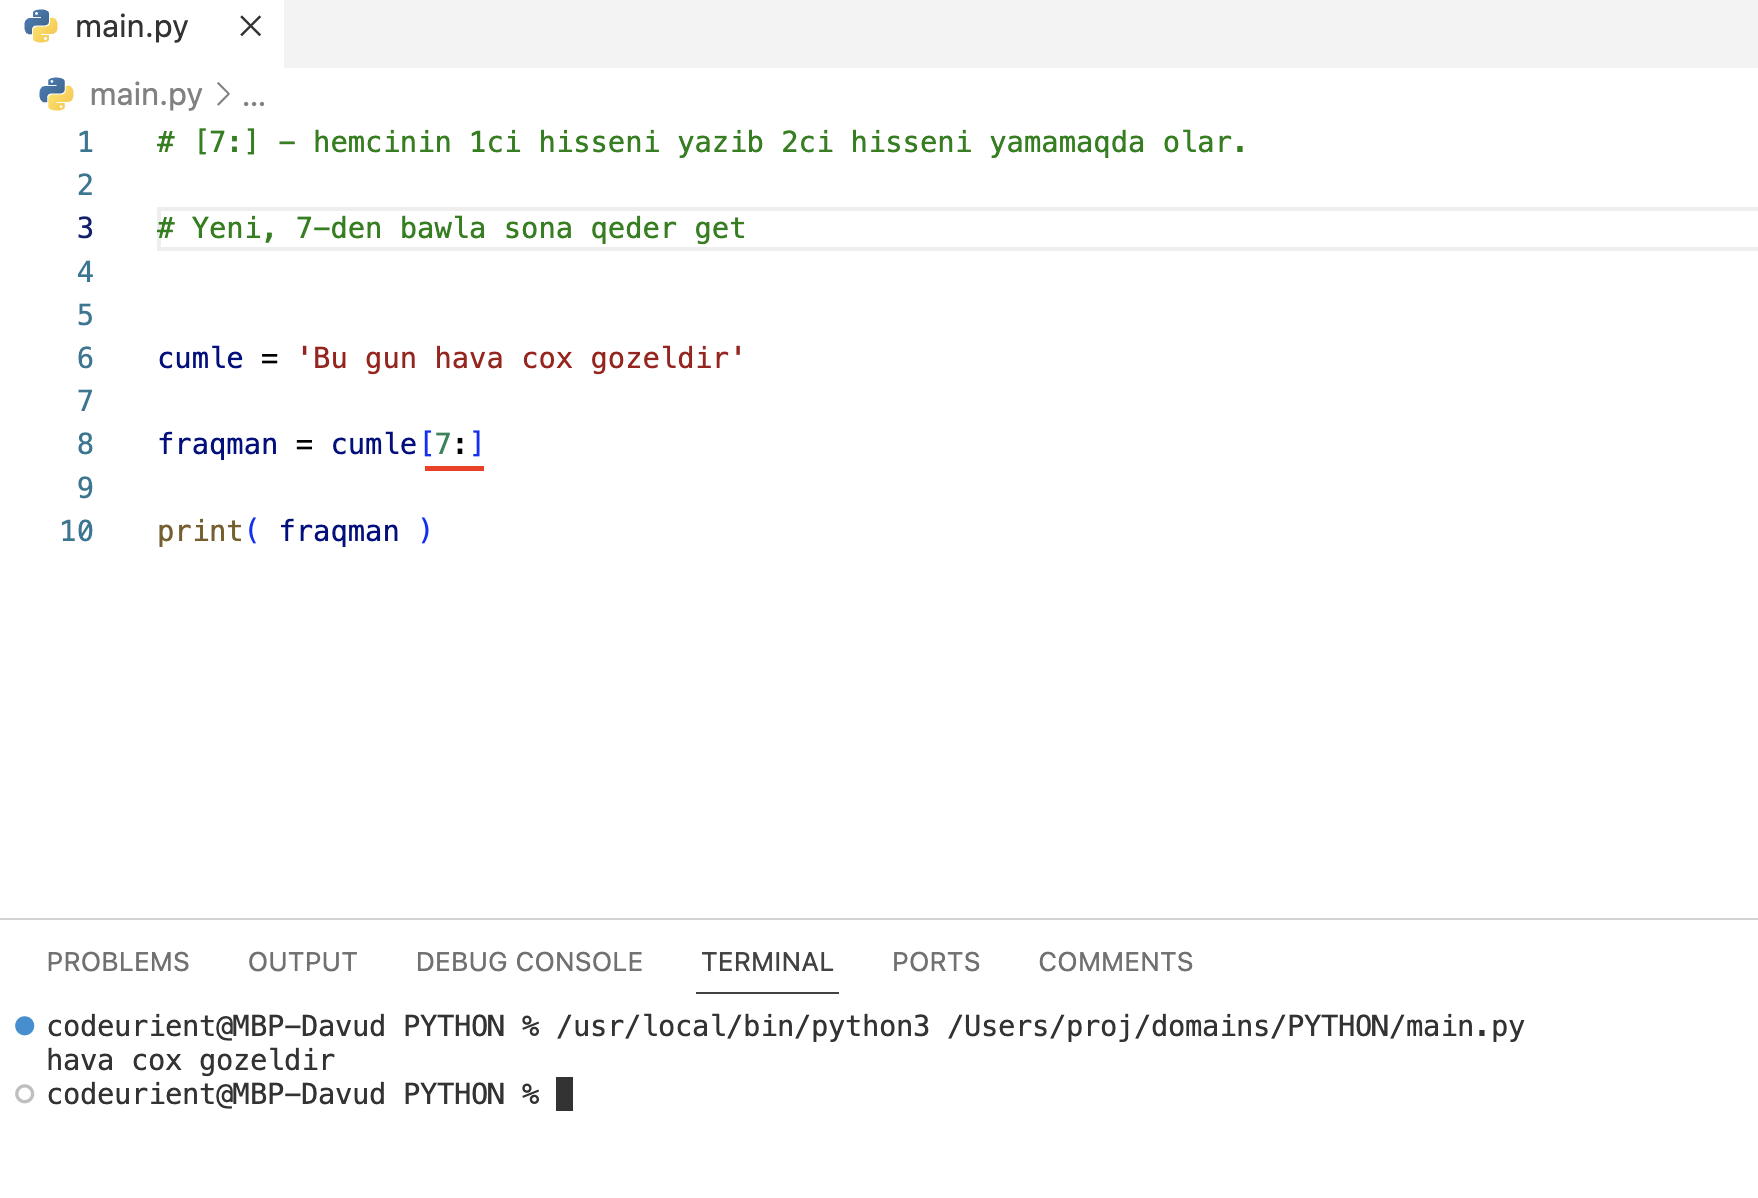 main.py
main.py > ...
1 # [7:] - hemcinin 1ci hisseni yazib 2ci hisseni yamamaqda olar.
2
3 # Yeni, 7-den bawla sona qeder get
4
5
6 cumle = 'Bu gun hava cox gozeldir'
7
8 fraqman = cumle[7:]
9
10 print( fraqman )
PROBLEMS OUTPUT DEBUG CONSOLE TERMINAL PORTS COMMENTS
codeurient@MBP-Davud PYTHON % /usr/local/bin/python3 /Users/proj/domains/PYTHON/main.py
hava cox gozeldir
codeurient@MBP-Davud PYTHON %